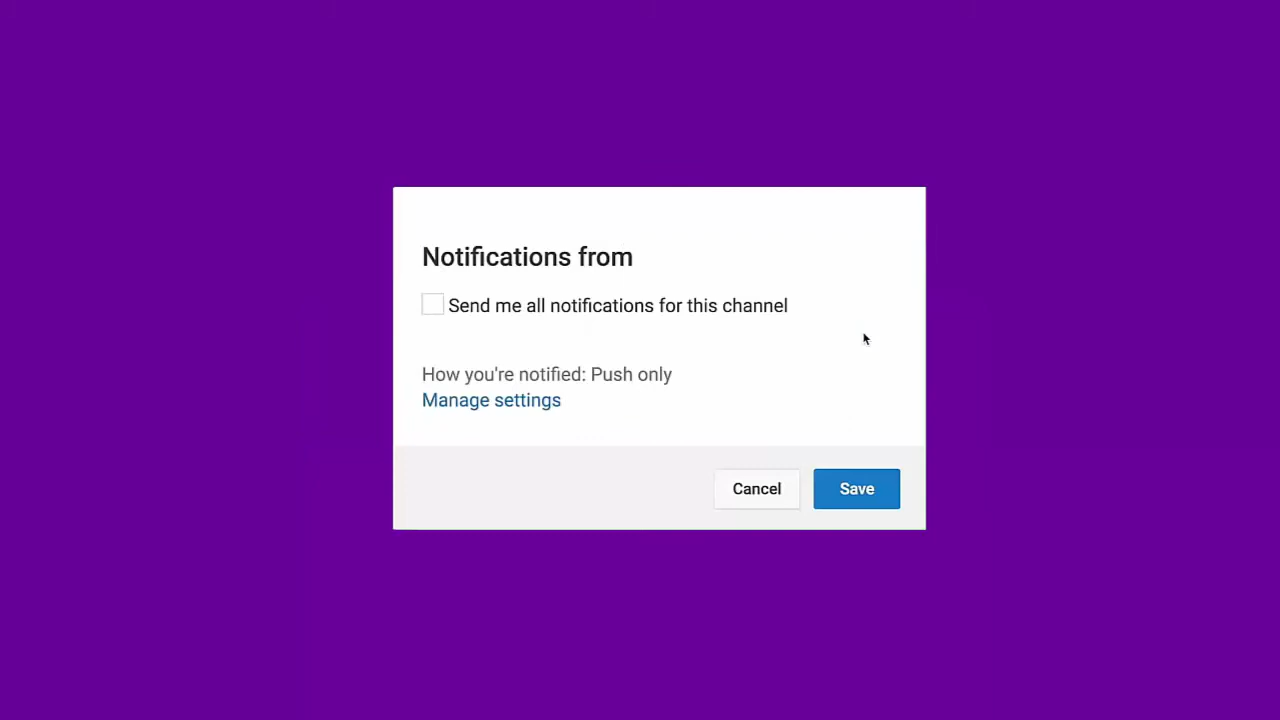 Notifications from
Send me all notifications for this channel
How you're notified: Push only
Manage settings
Cancel
Save